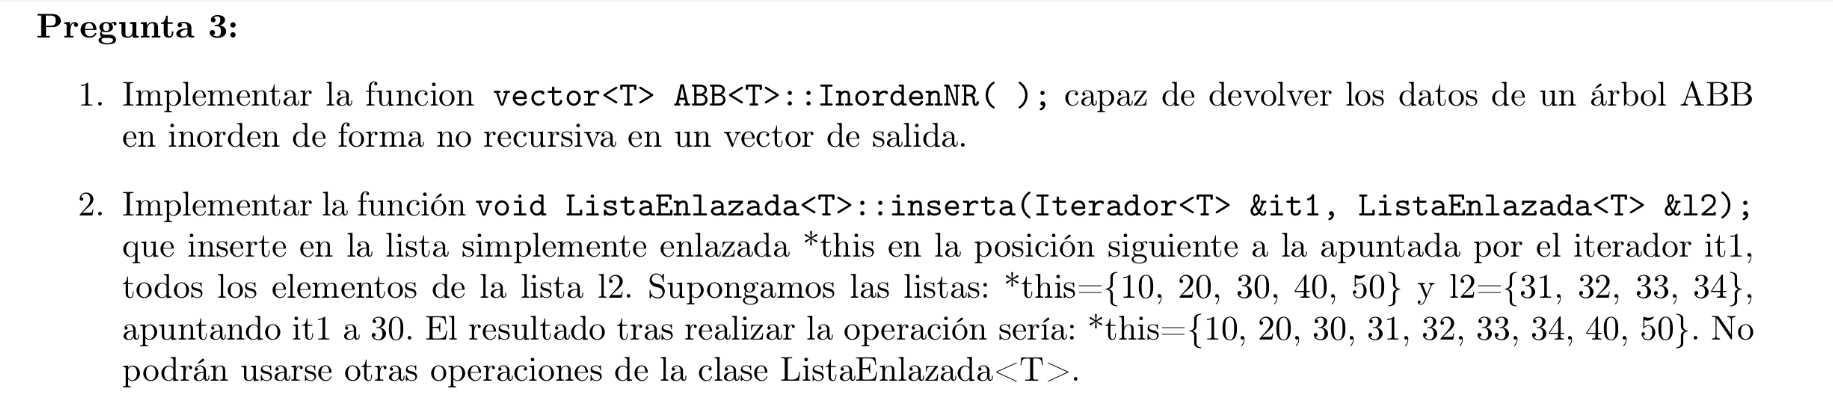 Pregunta 3:
1. Implementar la funcion vector<T> ABB<T>::InordenNR( ); capaz de devolver los datos de un árbol ABB
en inorden de forma no recursiva en un vector de salida.
2. Implementar la función void ListaEnlazada<T>::inserta(Iterador<T> &it1, ListaEnlazada<T> &l2);
que inserte en la lista simplemente enlazada *this en la posición siguiente a la apuntada por el iterador it1,
todos los elementos de la lista l2. Supongamos las listas: *this={10, 20, 30, 40, 50} y l2={31, 32, 33, 34},
apuntando it1 a 30. El resultado tras realizar la operación sería: *this={10, 20, 30, 31, 32, 33, 34, 40, 50}. No
podrán usarse otras operaciones de la clase ListaEnlazada<T>.